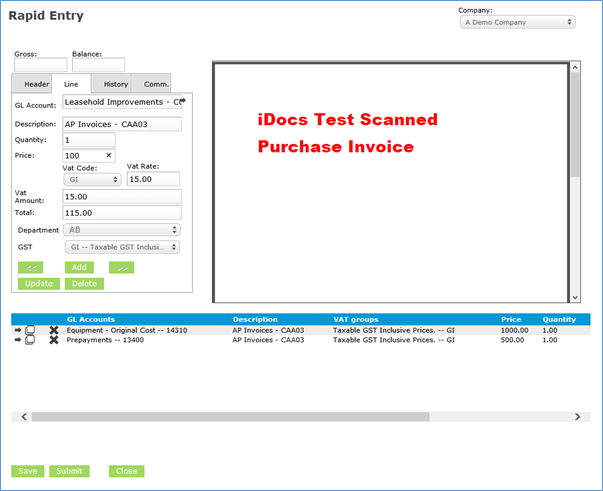 Rapid Entry
Company:
A Demo Company
Gross: Balance:
Header Line History Comm.
GL Account: Leasehold Improvements - C
Description: AP Invoices - CAA03
Quantity: 1
Price: 100 ×
Vat Code: Vat Rate:
GI 15.00
Vat Amount: 15.00
Total: 115.00
Department AB
GST GI -- Taxable GST Inclusi...
<< Add >>
Update Delete
iDocs Test Scanned
Purchase Invoice
GL Accounts Description VAT groups Price Quantity
Equipment - Original Cost -- 14310 AP Invoices - CAA03 Taxable GST Inclusive Prices. -- GI 1000.00 1.00
Prepayments -- 13400 AP Invoices - CAA03 Taxable GST Inclusive Prices. -- GI 500.00 1.00
Save Submit Close